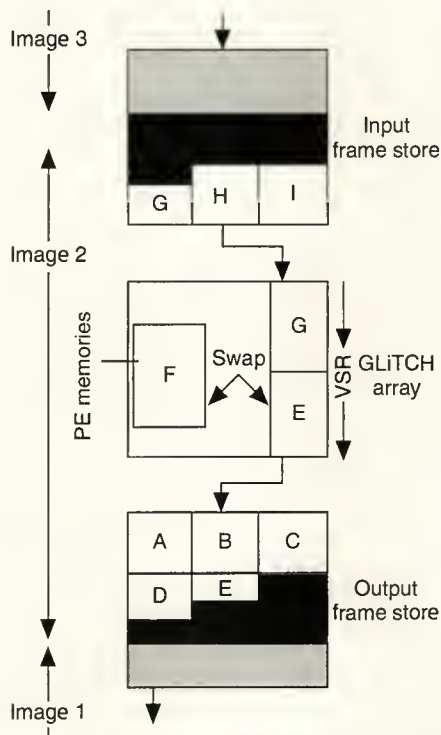 Image 3
Input
frame store
G H I
Image 2
PE memories
F
Swap
G
E
VSR
GLiTCH
array
A B C
D E
Output
frame store
Image 1